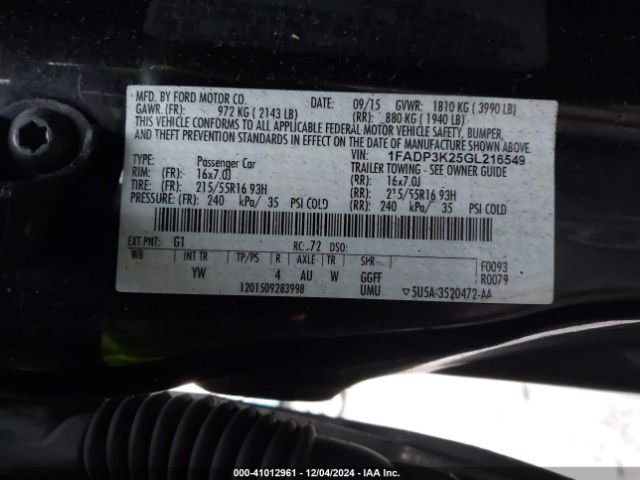 MFD. BY FORD MOTOR CO. DATE: 09/15 GVWR: 1810 KG ( 3990 LB)
GAWR: (FR): 972 KG ( 2143 LB) (RR): 880 KG ( 1940 LB)
THIS VEHICLE CONFORMS TO ALL APPLICABLE FEDERAL MOTOR VEHICLE SAFETY, BUMPER,
AND THEFT PREVENTION STANDARDS IN EFFECT ON THE DATE OF MANUFACTURE SHOWN ABOVE.
VIN: 1FADP3K25GL216549
TYPE: Passenger Car TRAILER TOWING - SEE OWNER GUIDE
RIM: (FR): 16x7.0J (RR): 16x7.0J
TIRE: (FR): 215/55R16 93H (RR): 215/55R16 93H
PRESSURE: (FR): 240 kPa/ 35 PSI COLD (RR): 240 kPa/ 35 PSI COLD
EXT PNT: G1 RC: 72 DSO: F0093
WB INT TR TP/PS R AXLE TR SPR R0079
YW 4 AU W GGFF
1201509283998 UMU ▽5U5A-3520472-AA
000-41012961 - 12/04/2024 - IAA Inc.